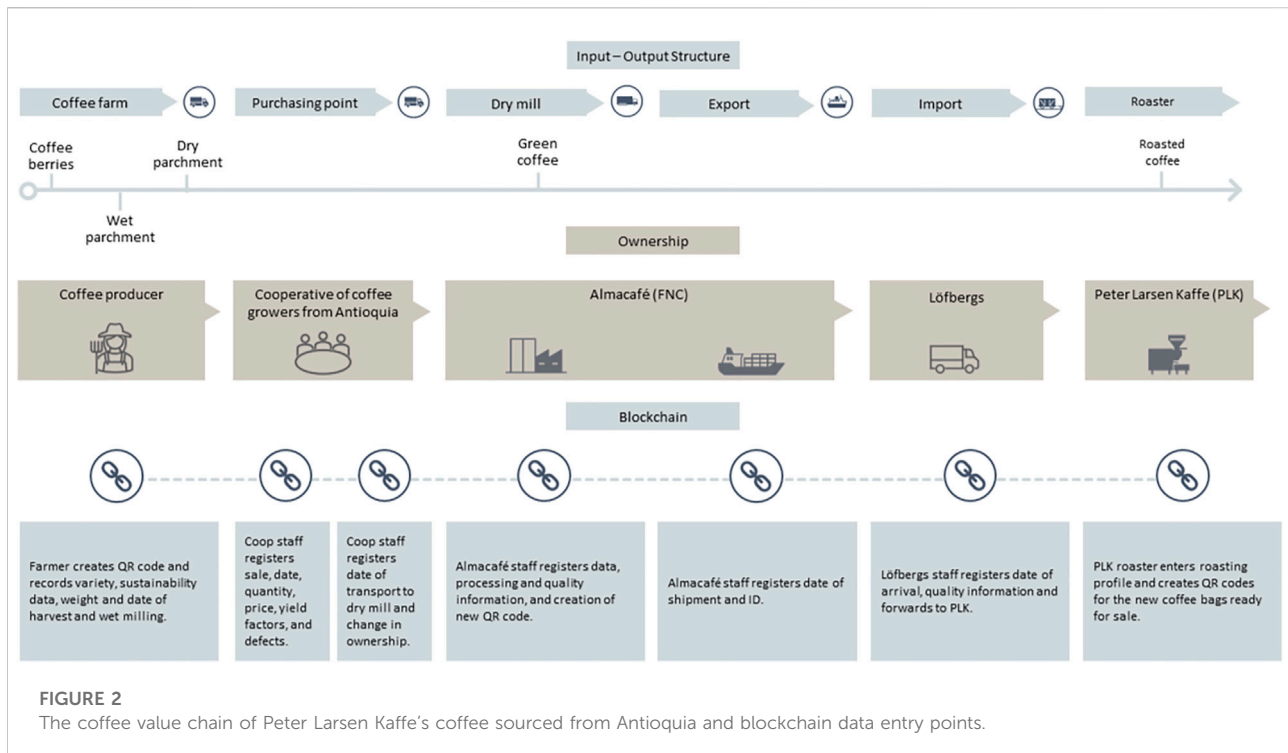 Input – Output Structure
Coffee farm
Purchasing point
Dry mill
Export
Import
Roaster
Coffee
berries
Dry
parchment
Green
coffee
Roasted
coffee
Wet
parchment
Ownership
Coffee producer
Cooperative of coffee
growers from Antioquia
Almacafé (FNC)
Löfbergs
Peter Larsen Kaffe (PLK)
Blockchain
Farmer creates QR code and
records variety, sustainability
data, weight and date of
harvest and wet milling.
Coop staff
registers
sale, date,
quantity,
price, yield
factors, and
defects.
Coop staff
registers
date of
transport to
dry mill and
change in
ownership.
Almacafé staff registers data,
processing and quality
information, and creation of
new QR code.
Almacafé staff registers date of
shipment and ID.
Löfbergs staff registers date of
arrival, quality information and
forwards to PLK.
PLK roaster enters roasting
profile and creates QR codes
for the new coffee bags ready
for sale.
FIGURE 2
The coffee value chain of Peter Larsen Kaffe's coffee sourced from Antioquia and blockchain data entry points.